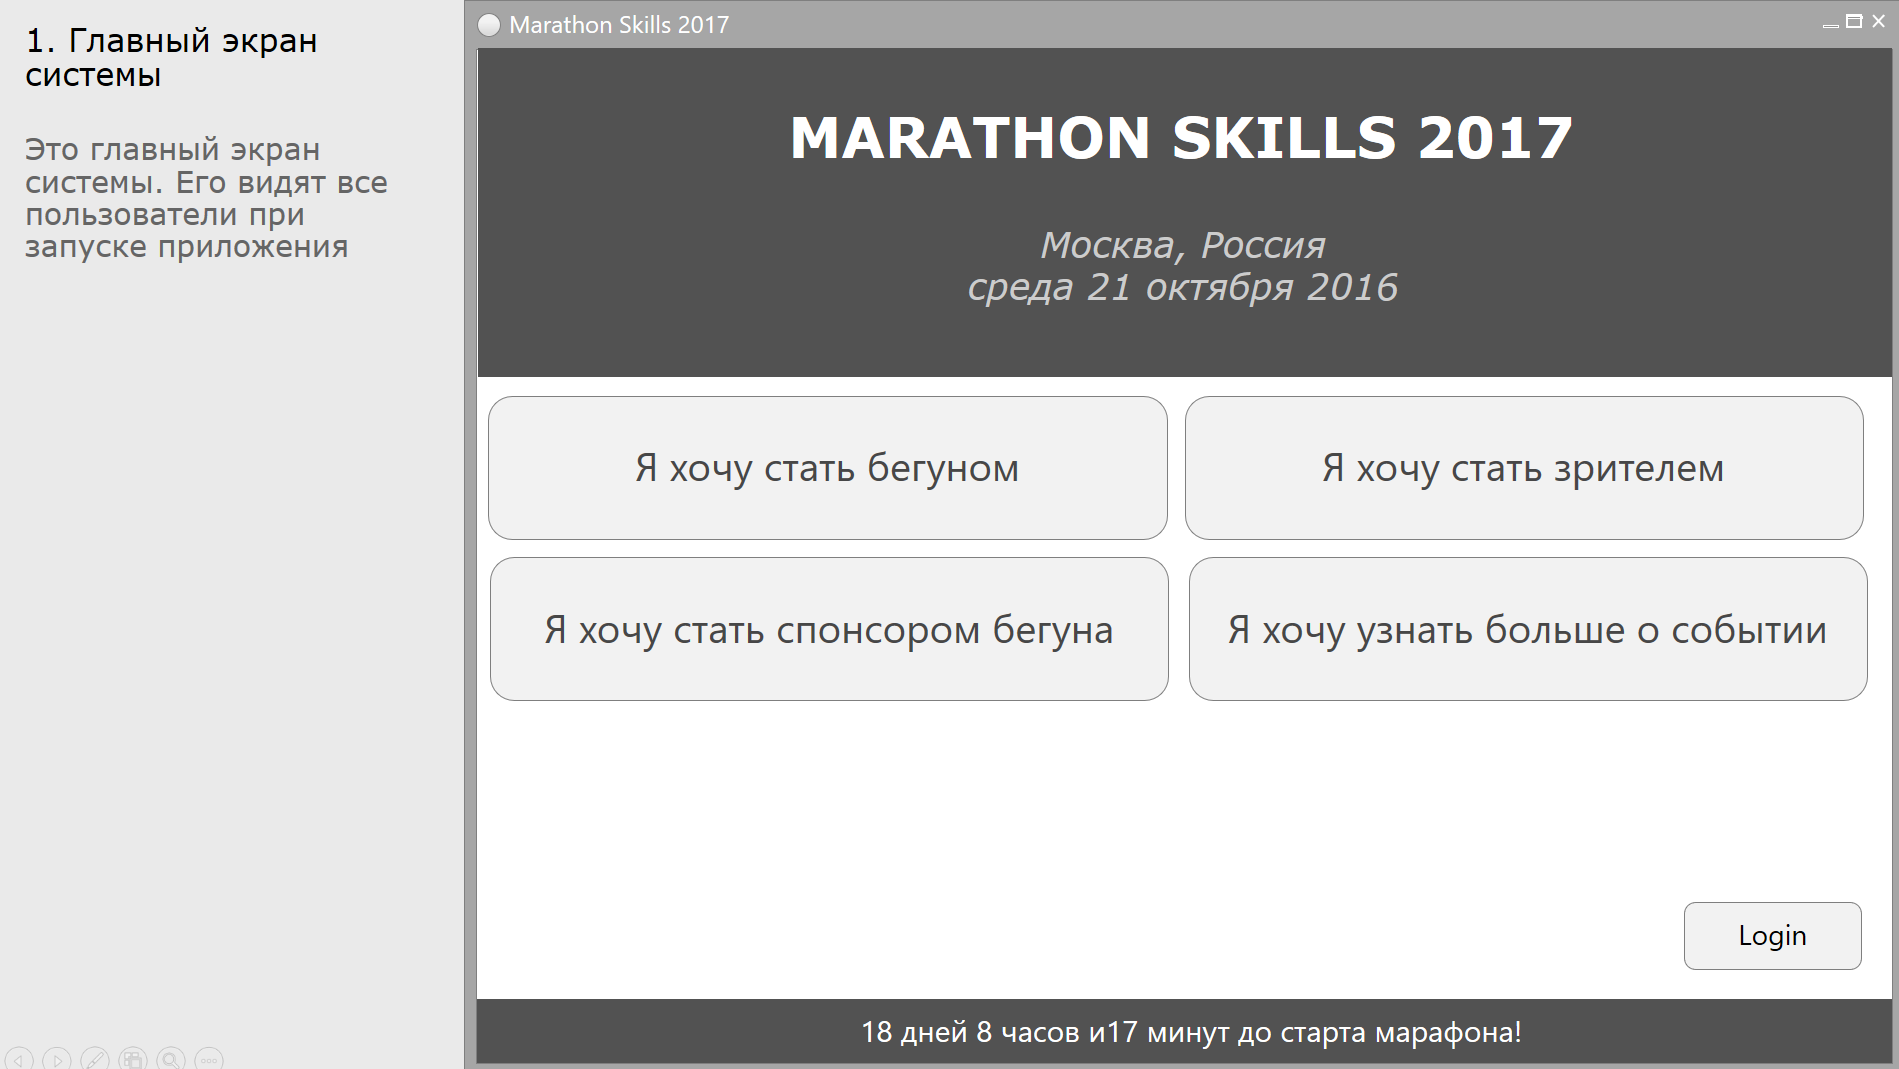 1. Главный экран
системы
Это главный экран
системы. Его видят все
пользователи при
запуске приложения
Marathon Skills 2017
MARATHON SKILLS 2017
Москва, Россия
среда 21 октября 2016
Я хочу стать бегуном
Я хочу стать зрителем
Я хочу стать спонсором бегуна
Я хочу узнать больше о событии
Login
18 дней 8 часов и17 минут до старта марафона!